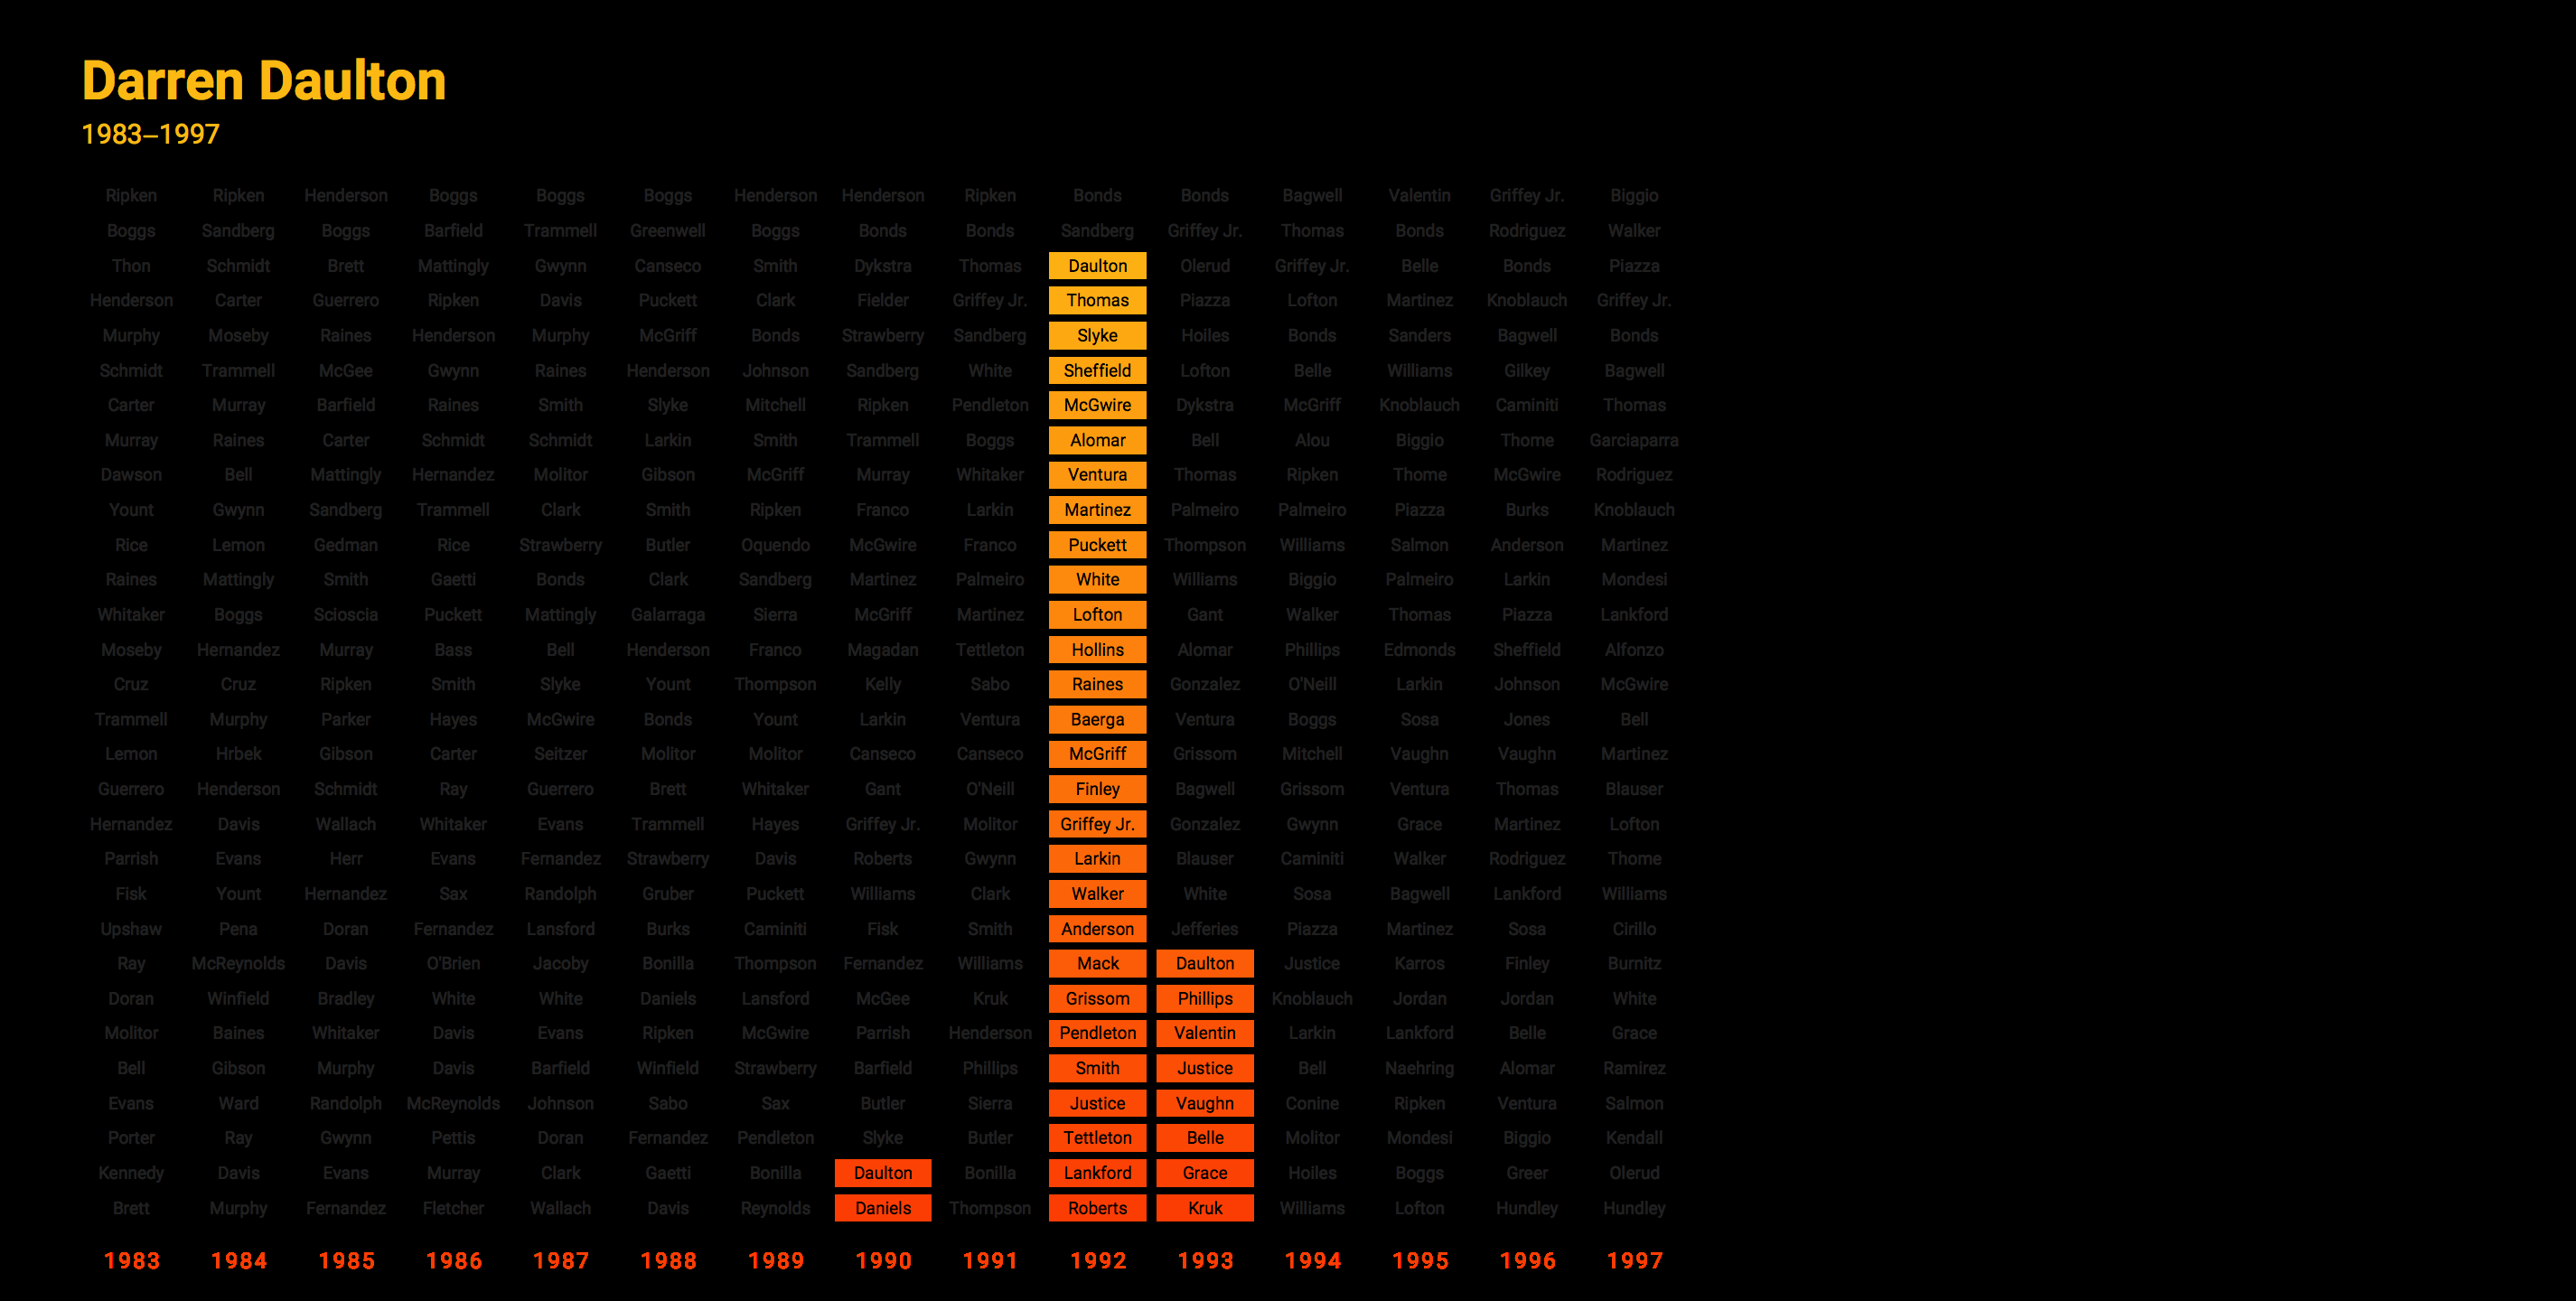 Darren Daulton
1983–1997
Ripken Ripken Henderson Boggs Boggs Boggs Henderson Henderson Ripken Bonds Bonds Bagwell Valentin Griffey Jr. Biggio
Boggs Sandberg Boggs Barfield Trammell Greenwell Boggs Bonds Bonds Sandberg Griffey Jr. Thomas Bonds Rodriguez Walker
Thon Schmidt Brett Mattingly Gwynn Canseco Smith Dykstra Thomas Daulton Olerud Griffey Jr. Belle Bonds Piazza
Henderson Carter Guerrero Ripken Davis Puckett Clark Fielder Griffey Jr. Thomas Piazza Lofton Martinez Knoblauch Griffey Jr.
Murphy Moseby Raines Henderson Murphy McGriff Bonds Strawberry Sandberg Slyke Hoiles Bonds Sanders Bagwell Bonds
Schmidt Trammell McGee Gwynn Raines Henderson Johnson Sandberg White Sheffield Lofton Belle Williams Gilkey Bagwell
Carter Murray Barfield Raines Smith Slyke Mitchell Ripken Pendleton McGwire Dykstra McGriff Knoblauch Caminiti Thomas
Murray Raines Carter Schmidt Schmidt Larkin Smith Trammell Boggs Alomar Bell Alou Biggio Thome Garciaparra
Dawson Bell Mattingly Hernandez Molitor Gibson McGriff Murray Whitaker Ventura Thomas Ripken Thome McGwire Rodriguez
Yount Gwynn Sandberg Trammell Clark Smith Ripken Franco Larkin Martinez Palmeiro Palmeiro Piazza Burks Knoblauch
Rice Lemon Gedman Rice Strawberry Butler Oquendo McGwire Franco Puckett Thompson Williams Salmon Anderson Martinez
Raines Mattingly Smith Gaetti Bonds Clark Sandberg Martinez Palmeiro White Williams Biggio Palmeiro Larkin Mondesi
Whitaker Boggs Scioscia Puckett Mattingly Galarraga Sierra McGriff Martinez Lofton Gant Walker Thomas Piazza Lankford
Moseby Hernandez Murray Bass Bell Henderson Franco Magadan Tettleton Hollins Alomar Phillips Edmonds Sheffield Alfonzo
Cruz Cruz Ripken Smith Slyke Yount Thompson Kelly Sabo Raines Gonzalez O'Neill Larkin Johnson McGwire
Trammell Murphy Parker Hayes McGwire Bonds Yount Larkin Ventura Baerga Ventura Boggs Sosa Jones Bell
Lemon Hrbek Gibson Carter Seitzer Molitor Molitor Canseco Canseco McGriff Grissom Mitchell Vaughn Vaughn Martinez
Guerrero Henderson Schmidt Ray Guerrero Brett Whitaker Gant O'Neill Finley Bagwell Grissom Ventura Thomas Blauser
Hernandez Davis Wallach Whitaker Evans Trammell Hayes Griffey Jr. Molitor Griffey Jr. Gonzalez Gwynn Grace Martinez Lofton
Parrish Evans Herr Evans Fernandez Strawberry Davis Roberts Gwynn Larkin Blauser Caminiti Walker Rodriguez Thome
Fisk Yount Hernandez Sax Randolph Gruber Puckett Williams Clark Walker White Sosa Bagwell Lankford Williams
Upshaw Pena Doran Fernandez Lansford Burks Caminiti Fisk Smith Anderson Jefferies Piazza Martinez Sosa Cirillo
Ray McReynolds Davis O'Brien Jacoby Bonilla Thompson Fernandez Williams Mack Daulton Justice Karros Finley Burnitz
Doran Winfield Bradley White White Daniels Lansford McGee Kruk Grissom Phillips Knoblauch Jordan Jordan White
Molitor Baines Whitaker Davis Evans Ripken McGwire Parrish Henderson Pendleton Valentin Larkin Lankford Belle Grace
Bell Gibson Murphy Davis Barfield Winfield Strawberry Barfield Phillips Smith Justice Bell Naehring Alomar Ramirez
Evans Ward Randolph McReynolds Johnson Sabo Sax Butler Sierra Justice Vaughn Conine Ripken Ventura Salmon
Porter Ray Gwynn Pettis Doran Fernandez Pendleton Slyke Butler Tettleton Belle Molitor Mondesi Biggio Kendall
Kennedy Davis Evans Murray Clark Gaetti Bonilla Daulton Bonilla Lankford Grace Hoiles Boggs Greer Olerud
Brett Murphy Fernandez Fletcher Wallach Davis Reynolds Daniels Thompson Roberts Kruk Williams Lofton Hundley Hundley
1983 1984 1985 1986 1987 1988 1989 1990 1991 1992 1993 1994 1995 1996 1997